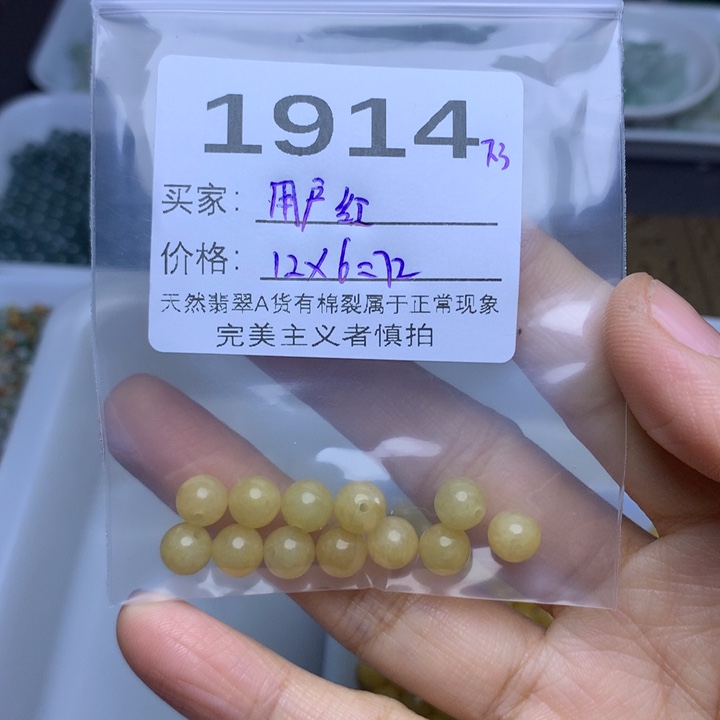 1914
买家：用户红
价格：12×6=72
天然翡翠A货有棉裂属于正常现象
完美主义者慎拍